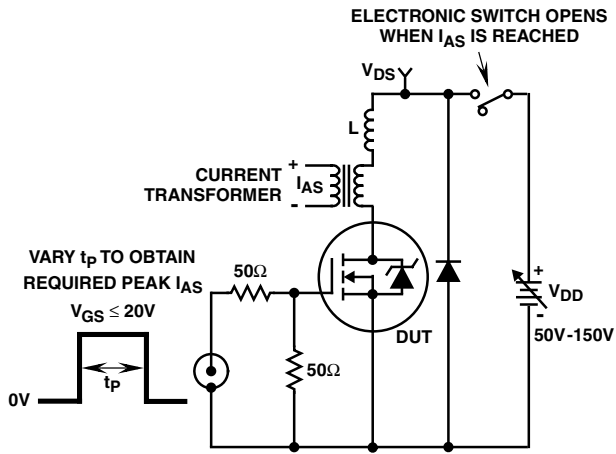 ELECTRONIC SWITCH OPENS
WHEN IAS IS REACHED
VDS
L
CURRENT
TRANSFORMER
+
IAS
-
VARY tP TO OBTAIN
REQUIRED PEAK IAS
50Ω
VGS ≤ 20V
0V
tP
50Ω
DUT
+
VDD
-
50V-150V